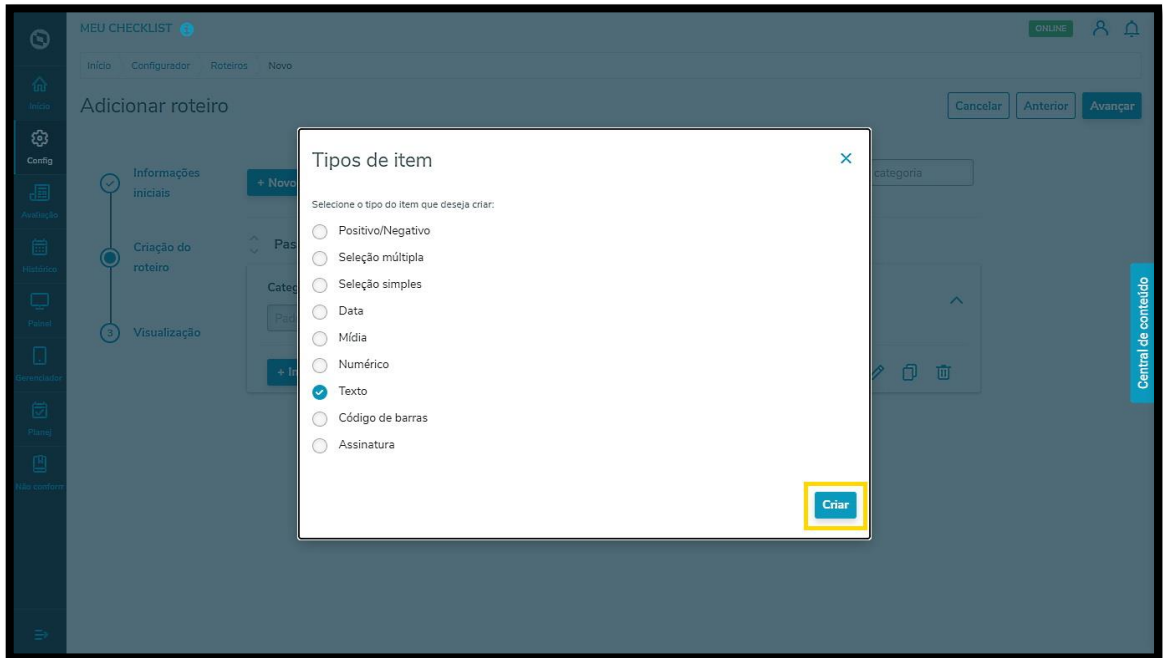 MEU CHECKLIST
ONLINE
Início
Configurador
Roteiros
Novo
Adicionar roteiro
Cancelar
Anterior
Avançar
Início
Config
Avaliação
Histórico
Painel
Gerenciador
Planej
Não conform
Informações
iniciais
Criação do
roteiro
3
Visualização
+ Novo
categoria
Pas
Categ
Pad
+ In
Tipos de item
Selecione o tipo do item que deseja criar:
Positivo/Negativo
Seleção múltipla
Seleção simples
Data
Mídia
Numérico
Texto
Código de barras
Assinatura
Criar
Central de conteúdo